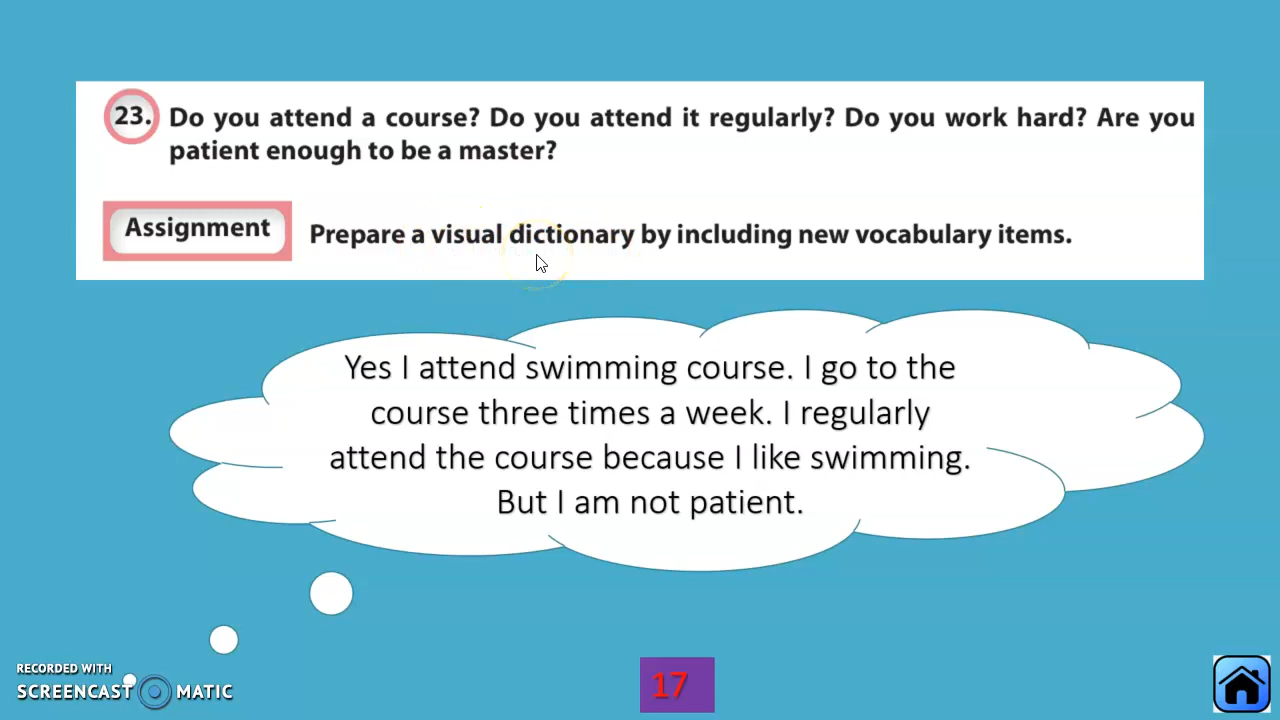 23. Do you attend a course? Do you attend it regularly? Do you work hard? Are you
patient enough to be a master?
Assignment Prepare a visual dictionary by including new vocabulary items.
Yes I attend swimming course. I go to the
course three times a week. I regularly
attend the course because I like swimming.
But I am not patient.
RECORDED WITH
SCREENCAST MATIC
17